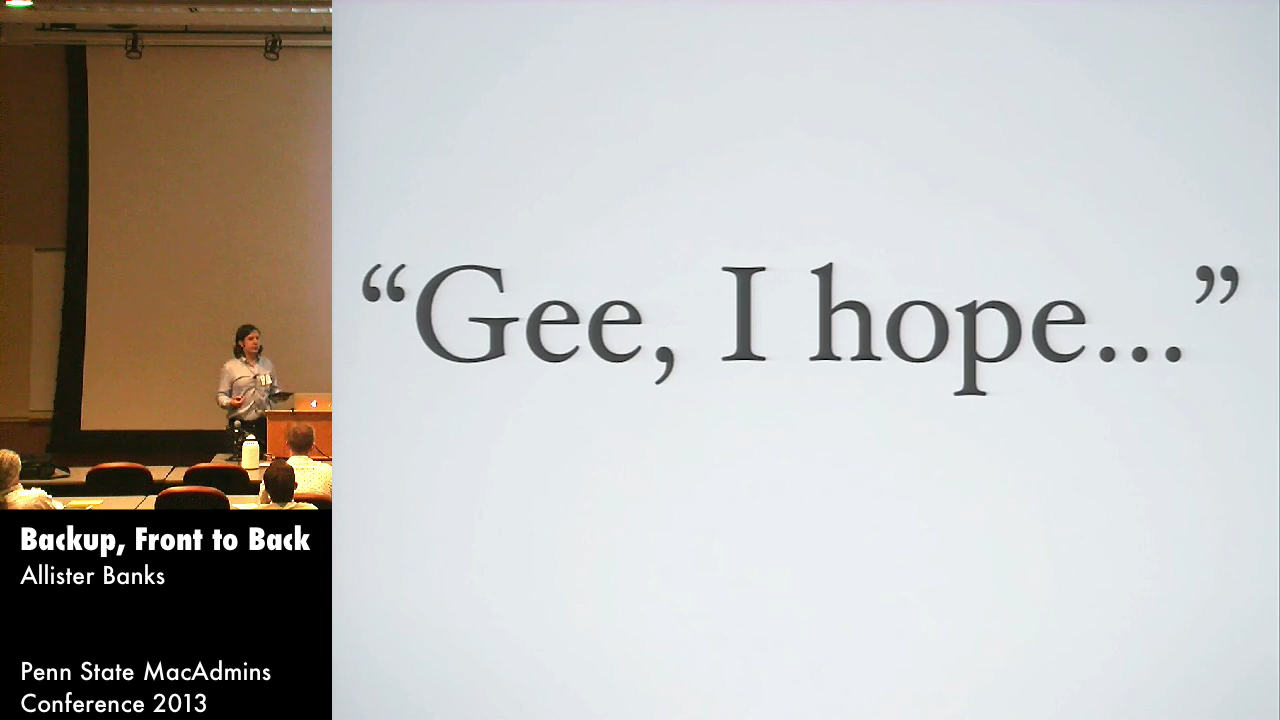 “Gee, I hope...”
Backup, Front to Back
Allister Banks
Penn State MacAdmins
Conference 2013